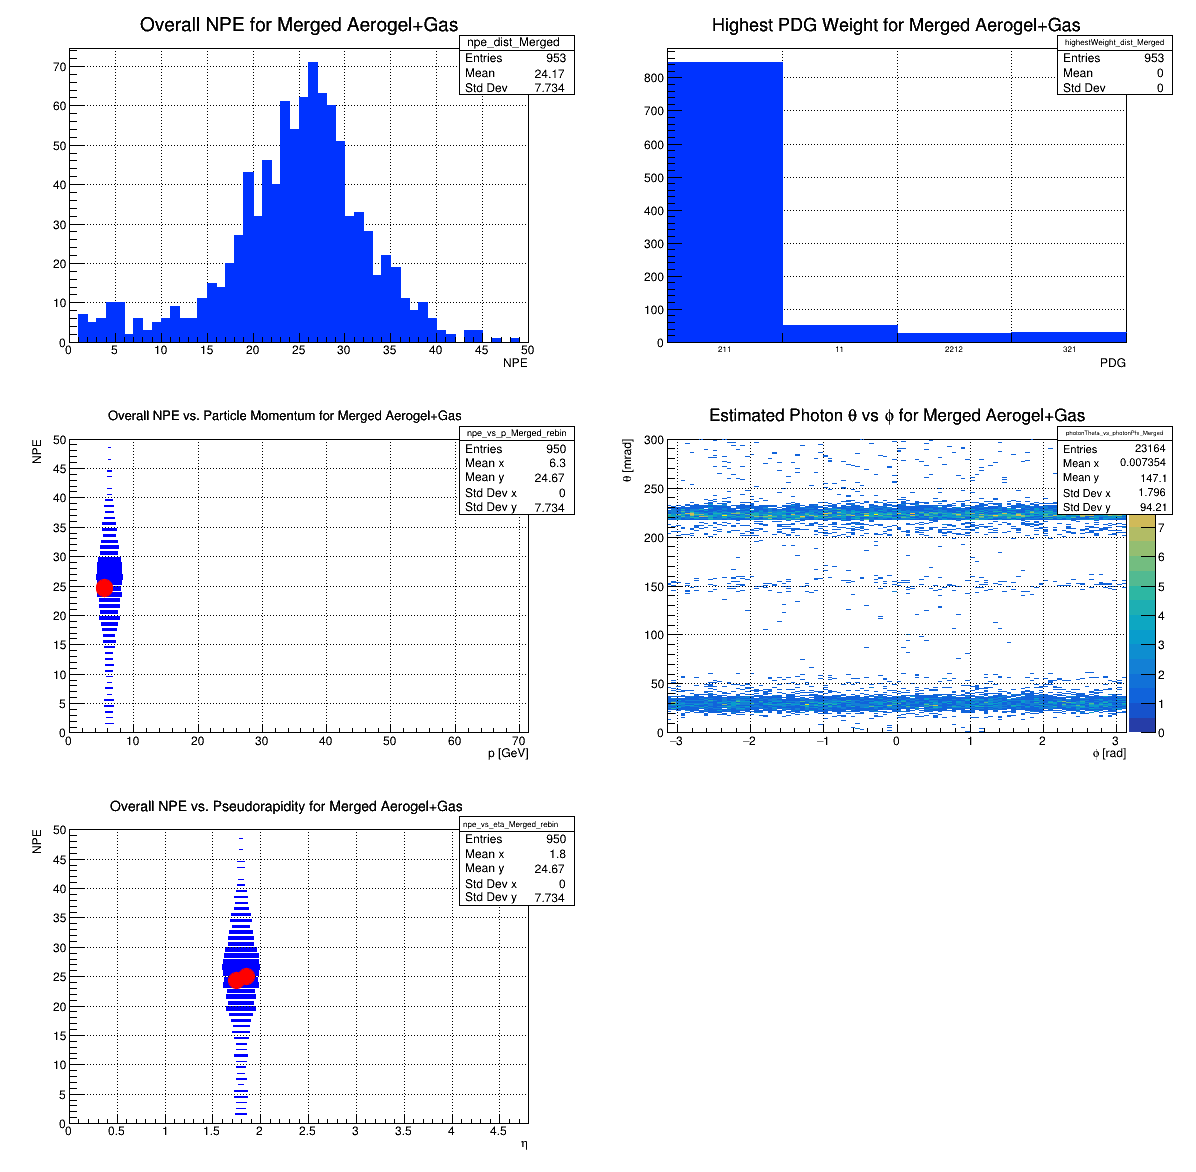 Overall NPE for Merged Aerogel+Gas
npe_dist_Merged
Entries 953
Mean 24.17
Std Dev 7.734
70
60
50
40
30
20
10
0
0 5 10 15 20 25 30 35 40 45 50
NPE
Highest PDG Weight for Merged Aerogel+Gas
highestWeight_dist_Merged
Entries 953
Mean 0
Std Dev 0
800
700
600
500
400
300
200
100
0
211 11 2212 321
PDG
Overall NPE vs. Particle Momentum for Merged Aerogel+Gas
npe_vs_p_Merged_rebin
Entries 950
Mean x 6.3
Mean y 24.67
Std Dev x 0
Std Dev y 7.734
NPE
50
45
40
35
30
25
20
15
10
5
0
0 10 20 30 40 50 60 70
p [GeV]
Estimated Photon θ vs ϕ for Merged Aerogel+Gas
photonTheta_vs_photonPhi_Merged
Entries 23164
Mean x 0.007354
Mean y 147.1
Std Dev x 1.796
Std Dev y 94.21
θ [mrad]
300
250
200
150
100
50
0
−3 −2 −1 0 1 2 3
ϕ [rad]
7
6
5
4
3
2
1
0
Overall NPE vs. Pseudorapidity for Merged Aerogel+Gas
npe_vs_eta_Merged_rebin
Entries 950
Mean x 1.8
Mean y 24.67
Std Dev x 0
Std Dev y 7.734
NPE
50
45
40
35
30
25
20
15
10
5
0
0 0.5 1 1.5 2 2.5 3 3.5 4 4.5
η